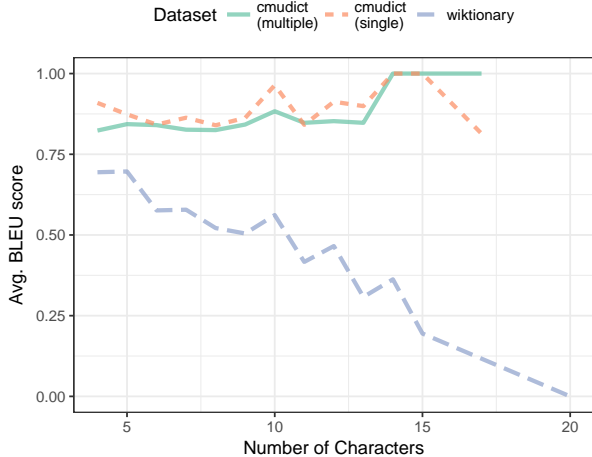 Dataset
cmudict
(multiple)
cmudict
(single)
wiktionary
1.00
0.75
0.50
0.25
0.00
Avg. BLEU score
5
10
15
20
Number of Characters